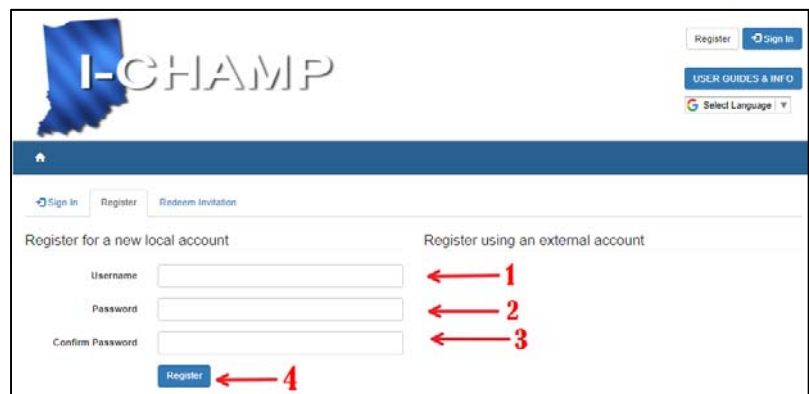 I-CHAMP
Register Sign In
USER GUIDES & INFO
G Select Language ▼
Sign In Register Redeem Invitation
Register for a new local account Register using an external account
Username 1
Password 2
Confirm Password 3
Register 4